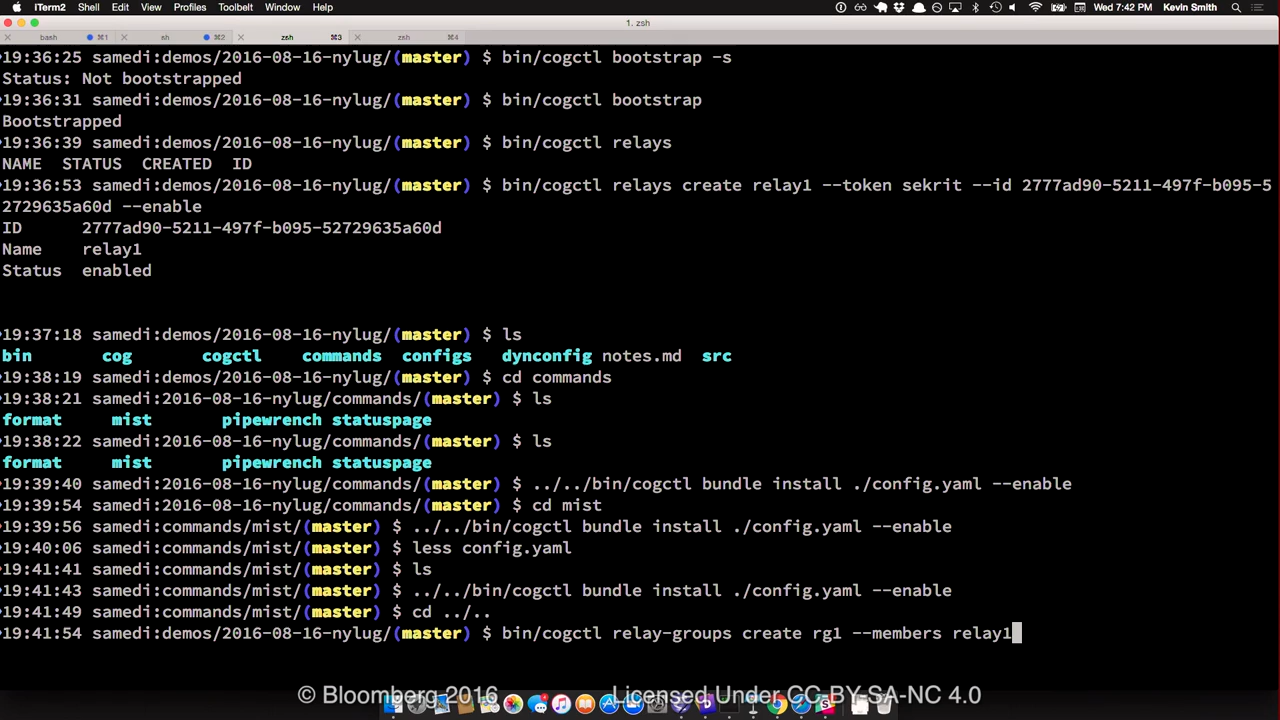 iTerm2 Shell Edit View Profiles Toolbelt Window Help Wed 7:42 PM Kevin Smith
1. zsh
bash ⌘1 sh ⌘2 zsh ⌘3 zsh ⌘4
19:36:25 samedi:demos/2016-08-16-nylug/(master) $ bin/cogctl bootstrap -s
Status: Not bootstrapped
19:36:31 samedi:demos/2016-08-16-nylug/(master) $ bin/cogctl bootstrap
Bootstrapped
19:36:39 samedi:demos/2016-08-16-nylug/(master) $ bin/cogctl relays
NAME STATUS CREATED ID
19:36:53 samedi:demos/2016-08-16-nylug/(master) $ bin/cogctl relays create relay1 --token sekrit --id 2777ad90-5211-497f-b095-5
2729635a60d --enable
ID 2777ad90-5211-497f-b095-52729635a60d
Name relay1
Status enabled
19:37:18 samedi:demos/2016-08-16-nylug/(master) $ ls
bin cog cogctl commands configs dynconfig notes.md src
19:38:19 samedi:demos/2016-08-16-nylug/(master) $ cd commands
19:38:21 samedi:2016-08-16-nylug/commands/(master) $ ls
format mist pipewrench statuspage
19:38:22 samedi:2016-08-16-nylug/commands/(master) $ ls
format mist pipewrench statuspage
19:39:40 samedi:2016-08-16-nylug/commands/(master) $ ../../bin/cogctl bundle install ./config.yaml --enable
19:39:54 samedi:2016-08-16-nylug/commands/(master) $ cd mist
19:39:56 samedi:commands/mist/(master) $ ../../bin/cogctl bundle install ./config.yaml --enable
19:40:06 samedi:commands/mist/(master) $ less config.yaml
19:41:41 samedi:commands/mist/(master) $ ls
19:41:43 samedi:commands/mist/(master) $ ../../bin/cogctl bundle install ./config.yaml --enable
19:41:49 samedi:commands/mist/(master) $ cd ../..
19:41:54 samedi:demos/2016-08-16-nylug/(master) $ bin/cogctl relay-groups create rg1 --members relay1
© Bloomberg 2016 Licensed Under CC-BY-SA-NC 4.0